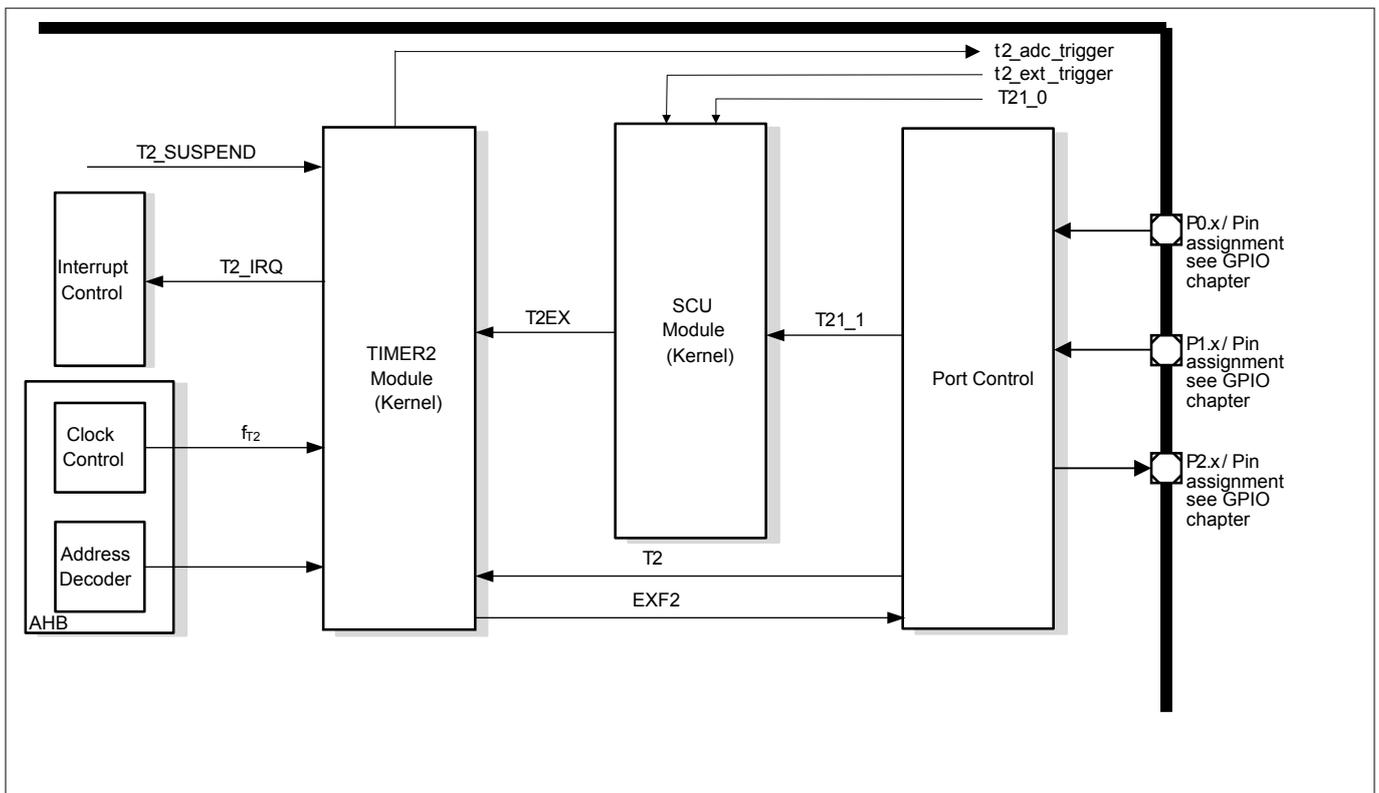 t2_adc_trigger
t2_ext_trigger
T21_0
T2_SUSPEND
P0.x / Pin
assignment
see GPIO
chapter
Interrupt
Control
T2_IRQ
SCU
Module
(Kernel)
T2EX
T21_1
P1.x / Pin
assignment
see GPIO
chapter
TIMER2
Module
(Kernel)
Port Control
Clock
Control
fT2
P2.x / Pin
assignment
see GPIO
chapter
Address
Decoder
T2
EXF2
AHB